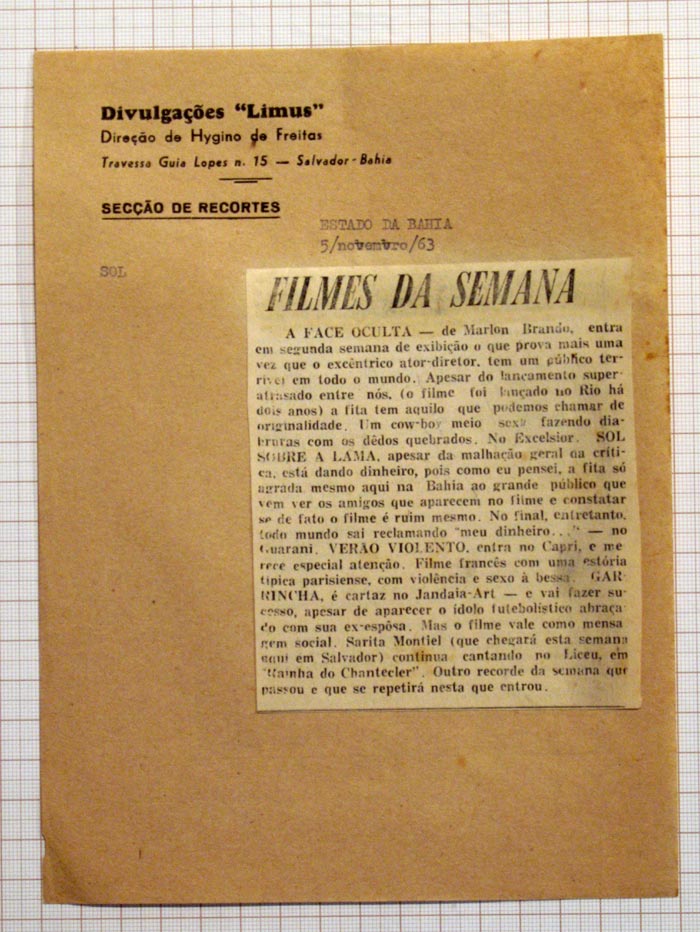 Divulgações "Limus"
Direção de Hygino de Freitas
Travessa Guia Lopes n. 15 — Salvador-Bahia
SECÇÃO DE RECORTES
ESTADO DA BAHIA
5/novembro/63
SOL
FILMES DA SEMANA
A FACE OCULTA — de Marlon Brando, entra
em segunda semana de exibição o que prova mais uma
vez que o excêntrico ator-diretor, tem um público ter-
rivel em todo o mundo. Apesar do lançamento super-
atrasado entre nós, (o filme foi lançado no Rio há
dois anos) a fita tem aquilo que podemos chamar de
originalidade. Um cow-boy meio fazendo dia-
bruras com os dêdos quebrados. No Excelsior. SOL
SOBRE A LAMA, apesar da malhação geral da críti-
ca, está dando dinheiro, pois como eu pensei, a fita só
agrada mesmo aqui na Bahia ao grande público que
vem ver os amigos que aparecem no filme e constatar
se de fato o filme é ruim mesmo. No final, entretanto,
todo mundo sai reclamando "meu dinheiro..." — no
Guarani. VERÃO VIOLENTO, entra no Capri, e me
rece especial atenção. Filme francês com uma estória
típica parisiense, com violência e sexo à bessa. GAR
RINCHA, é cartaz no Jandaia-Art — e vai fazer su-
cesso, apesar de aparecer o ídolo futebolístico abraça-
do com sua ex-espôsa. Mas o filme vale como mensa
gem social. Sarita Montiel (que chegará esta semana
aqui em Salvador) continua cantando no Liceu, em
"Rainha do Chantecler". Outro recorde da semana que
passou e que se repetirá nesta que entrou.